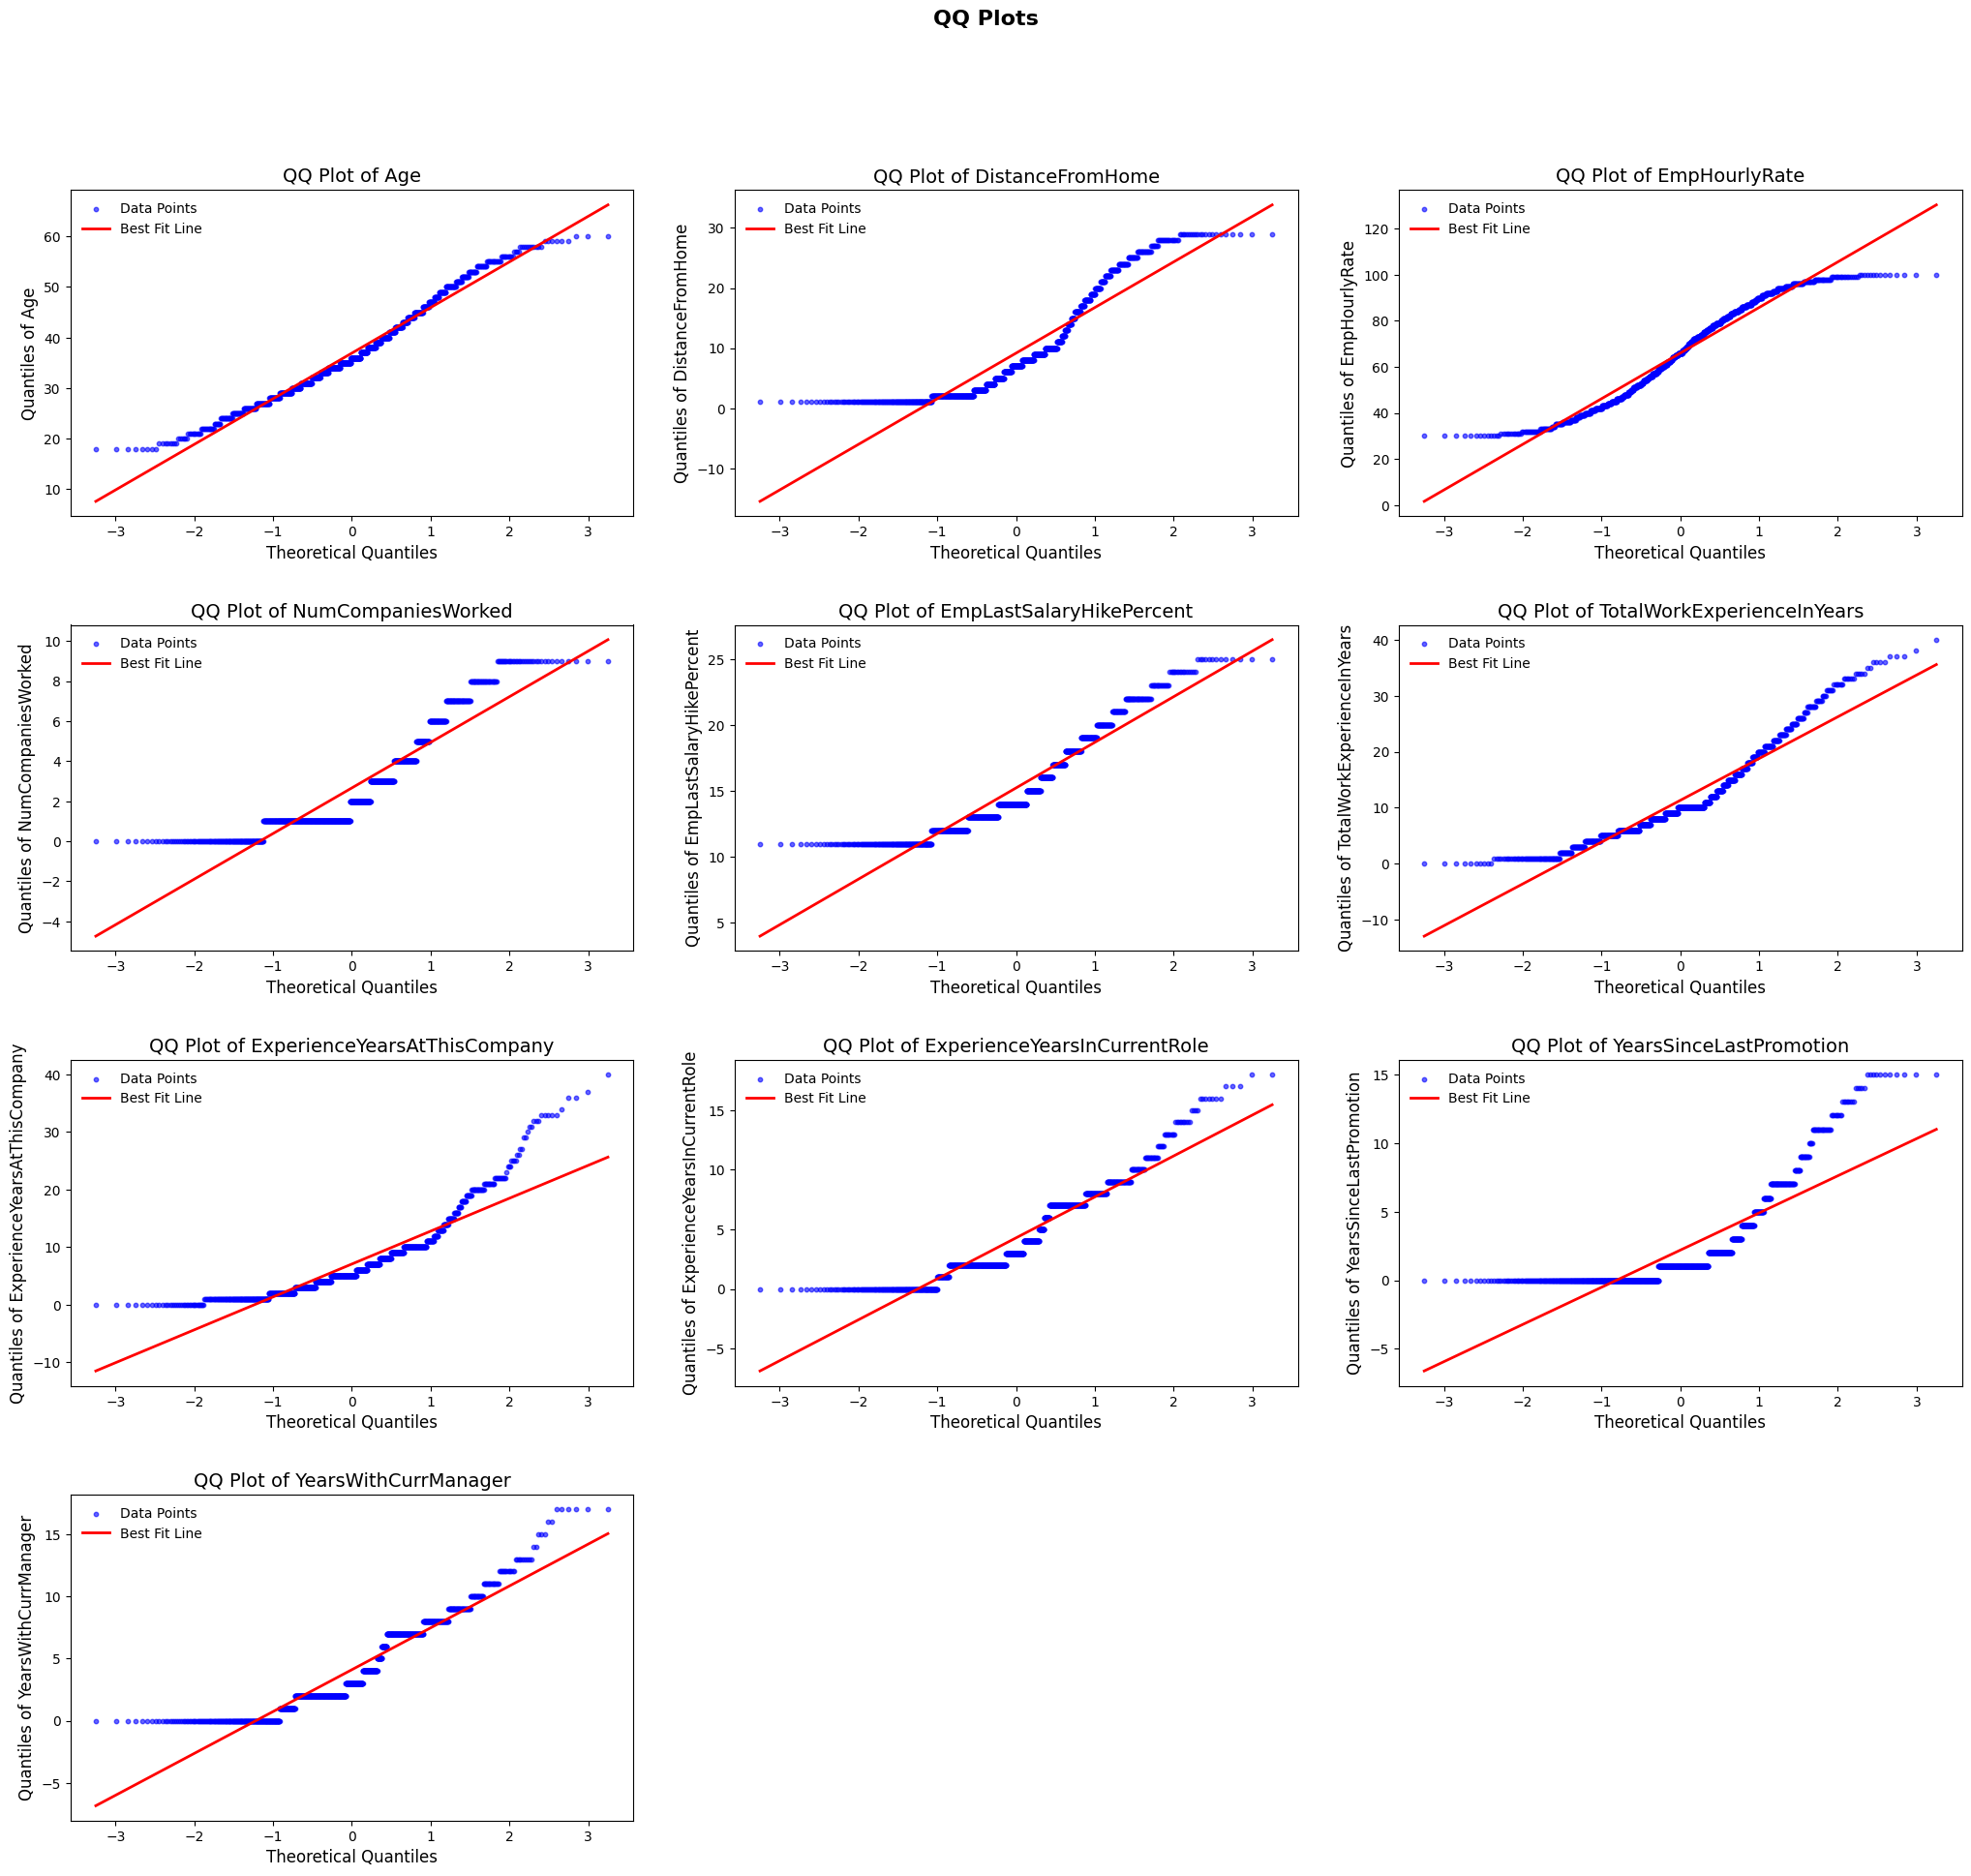 QQ Plots
QQ Plot of Age
Data Points
Best Fit Line
Quantiles of Age
60
50
40
30
20
10
−3 −2 −1 0 1 2 3
Theoretical Quantiles
QQ Plot of DistanceFromHome
Data Points
Best Fit Line
Quantiles of DistanceFromHome
30
20
10
0
−10
−3 −2 −1 0 1 2 3
Theoretical Quantiles
QQ Plot of EmpHourlyRate
Data Points
Best Fit Line
Quantiles of EmpHourlyRate
120
100
80
60
40
20
0
−3 −2 −1 0 1 2 3
Theoretical Quantiles
QQ Plot of NumCompaniesWorked
Data Points
Best Fit Line
Quantiles of NumCompaniesWorked
10
8
6
4
2
0
−2
−4
−3 −2 −1 0 1 2 3
Theoretical Quantiles
QQ Plot of EmpLastSalaryHikePercent
Data Points
Best Fit Line
Quantiles of EmpLastSalaryHikePercent
25
20
15
10
5
−3 −2 −1 0 1 2 3
Theoretical Quantiles
QQ Plot of TotalWorkExperienceInYears
Data Points
Best Fit Line
Quantiles of TotalWorkExperienceInYears
40
30
20
10
0
−10
−3 −2 −1 0 1 2 3
Theoretical Quantiles
QQ Plot of ExperienceYearsAtThisCompany
Data Points
Best Fit Line
Quantiles of ExperienceYearsAtThisCompany
40
30
20
10
0
−10
−3 −2 −1 0 1 2 3
Theoretical Quantiles
QQ Plot of ExperienceYearsInCurrentRole
Data Points
Best Fit Line
Quantiles of ExperienceYearsInCurrentRole
15
10
5
0
−5
−3 −2 −1 0 1 2 3
Theoretical Quantiles
QQ Plot of YearsSinceLastPromotion
Data Points
Best Fit Line
Quantiles of YearsSinceLastPromotion
15
10
5
0
−5
−3 −2 −1 0 1 2 3
Theoretical Quantiles
QQ Plot of YearsWithCurrManager
Data Points
Best Fit Line
Quantiles of YearsWithCurrManager
15
10
5
0
−5
−3 −2 −1 0 1 2 3
Theoretical Quantiles